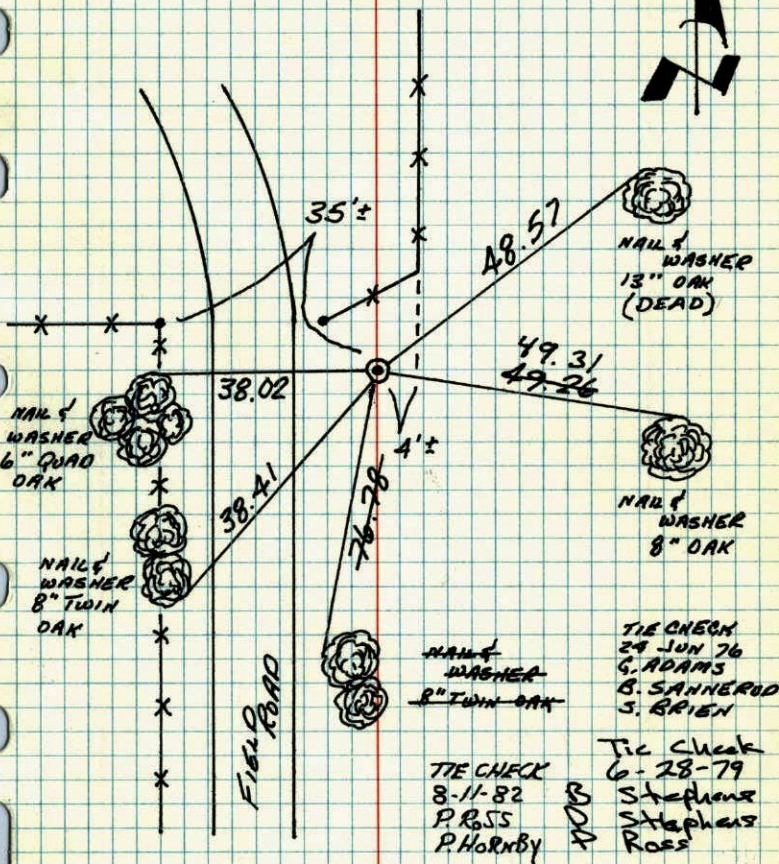 35'±
48.57
NAIL &
WASHER
13" OAK
(DEAD)
49.31
49.26
38.02
4'±
NAIL &
WASHER
6" QUAD
OAK
38.41
76.78
NAIL &
WASHER
8" OAK
NAIL &
WASHER
8" TWIN
OAK
NAIL &
WASHER
8" TWIN OAK
FIELD
ROAD
TIE CHECK
24 JUN 76
G. ADAMS
B. SANNERUD
S. BRIEN
Tie Check
6-28-79
B Stephens
D Stephens
P Ross
TIE CHECK
8-11-82
P. ROSS
P. HORNBY